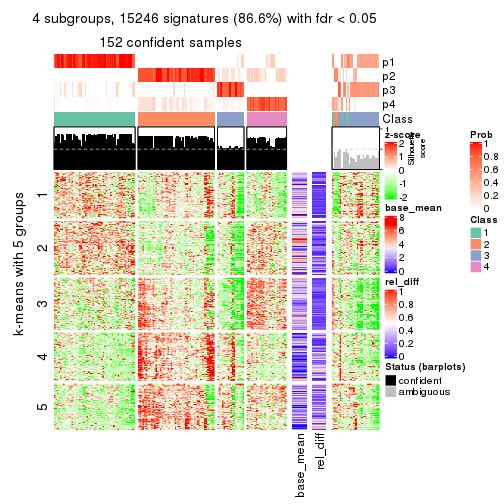 4 subgroups, 15246 signatures (86.6%) with fdr < 0.05
152 confident samples
p1
p2
p3
p4
Class
1
Silhouette
score
z-score
2
1
0
-1
-2
base_mean
8
6
4
2
0
rel_diff
1
0.8
0.6
0.4
0.2
0
Status (barplots)
confident
ambiguous
Prob
1
0.8
0.6
0.4
0.2
0
Class
1
2
3
4
k-means with 5 groups
1
2
3
4
5
base_mean
rel_diff